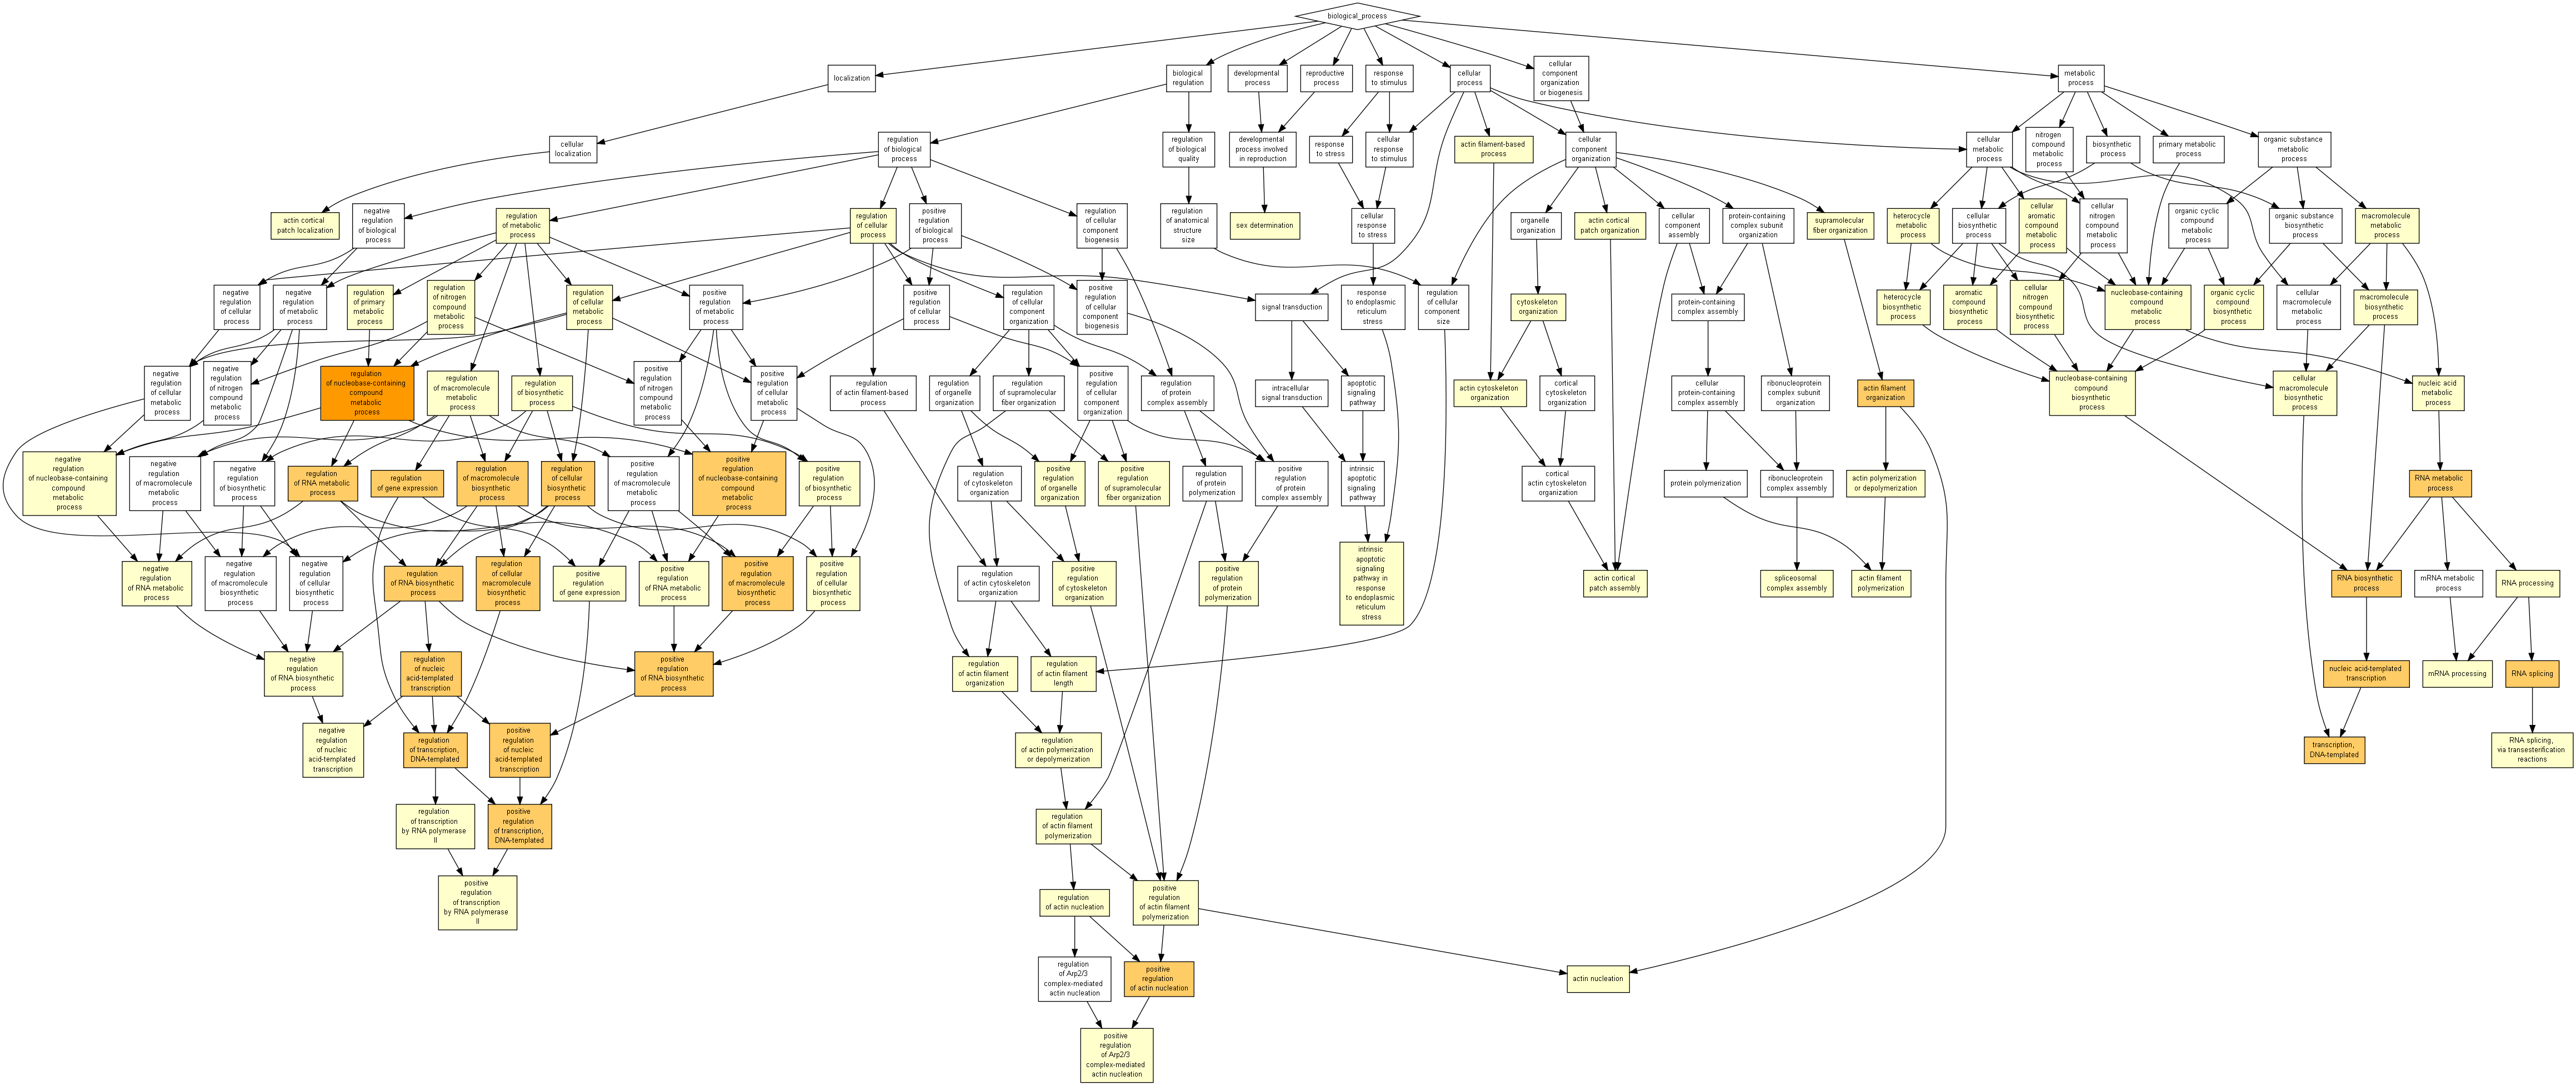 biological_process
localization
biological
regulation
developmental
process
reproductive
process
response
to stimulus
cellular
process
cellular
component
organization
or biogenesis
metabolic
process
cellular
localization
regulation
of biological
process
regulation
of biological
quality
developmental
process involved
in reproduction
response
to stress
cellular
response
to stimulus
actin filament-based
process
cellular
component
organization
cellular
metabolic
process
nitrogen
compound
metabolic
process
biosynthetic
process
primary metabolic
process
organic substance
metabolic
process
actin cortical
patch localization
negative
regulation
of biological
process
regulation
of metabolic
process
regulation
of cellular
process
positive
regulation
of biological
process
regulation
of cellular
component
biogenesis
regulation
of anatomical
structure
size
sex determination
cellular
response
to stress
organelle
organization
actin cortical
patch organization
cellular
component
assembly
protein-containing
complex subunit
organization
supramolecular
fiber organization
heterocycle
metabolic
process
cellular
biosynthetic
process
cellular
aromatic
compound
metabolic
process
cellular
nitrogen
compound
metabolic
process
organic cyclic
compound
metabolic
process
organic substance
biosynthetic
process
macromolecule
metabolic
process
negative
regulation
of cellular
process
negative
regulation
of metabolic
process
regulation
of primary
metabolic
process
regulation
of nitrogen
compound
metabolic
process
regulation
of cellular
metabolic
process
positive
regulation
of metabolic
process
positive
regulation
of cellular
process
regulation
of cellular
component
organization
positive
regulation
of cellular
component
biogenesis
signal transduction
response
to endoplasmic
reticulum
stress
regulation
of cellular
component
size
cytoskeleton
organization
protein-containing
complex assembly
heterocycle
biosynthetic
process
aromatic
compound
biosynthetic
process
cellular
nitrogen
compound
biosynthetic
process
nucleobase-containing
compound
metabolic
process
organic cyclic
compound
biosynthetic
process
cellular
macromolecule
metabolic
process
macromolecule
biosynthetic
process
negative
regulation
of cellular
metabolic
process
negative
regulation
of nitrogen
compound
metabolic
process
regulation
of nucleobase-containing
compound
metabolic
process
regulation
of macromolecule
metabolic
process
regulation
of biosynthetic
process
positive
regulation
of nitrogen
compound
metabolic
process
positive
regulation
of cellular
metabolic
process
regulation
of actin filament-based
process
regulation
of organelle
organization
regulation
of supramolecular
fiber organization
positive
regulation
of cellular
component
organization
regulation
of protein
complex assembly
intracellular
signal transduction
apoptotic
signaling
pathway
actin cytoskeleton
organization
cortical
cytoskeleton
organization
cellular
protein-containing
complex assembly
ribonucleoprotein
complex subunit
organization
actin filament
organization
nucleobase-containing
compound
biosynthetic
process
cellular
macromolecule
biosynthetic
process
nucleic acid
metabolic
process
negative
regulation
of nucleobase-containing
compound
metabolic
process
negative
regulation
of macromolecule
metabolic
process
negative
regulation
of biosynthetic
process
regulation
of RNA metabolic
process
regulation
of gene expression
regulation
of macromolecule
biosynthetic
process
regulation
of cellular
biosynthetic
process
positive
regulation
of macromolecule
metabolic
process
positive
regulation
of nucleobase-containing
compound
metabolic
process
positive
regulation
of biosynthetic
process
regulation
of cytoskeleton
organization
positive
regulation
of organelle
organization
positive
regulation
of supramolecular
fiber organization
regulation
of protein
polymerization
positive
regulation
of protein
complex assembly
intrinsic
apoptotic
signaling
pathway
cortical
actin cytoskeleton
organization
protein polymerization
ribonucleoprotein
complex assembly
actin polymerization
or depolymerization
RNA metabolic
process
negative
regulation
of RNA metabolic
process
negative
regulation
of macromolecule
biosynthetic
process
negative
regulation
of cellular
biosynthetic
process
regulation
of RNA biosynthetic
process
regulation
of cellular
macromolecule
biosynthetic
process
positive
regulation
of gene expression
positive
regulation
of RNA metabolic
process
positive
regulation
of macromolecule
biosynthetic
process
positive
regulation
of cellular
biosynthetic
process
regulation
of actin cytoskeleton
organization
positive
regulation
of cytoskeleton
organization
positive
regulation
of protein
polymerization
intrinsic
apoptotic
signaling
pathway in
response
to endoplasmic
reticulum
stress
actin cortical
patch assembly
spliceosomal
complex assembly
actin filament
polymerization
RNA biosynthetic
process
mRNA metabolic
process
RNA processing
negative
regulation
of RNA biosynthetic
process
regulation
of nucleic
acid-templated
transcription
positive
regulation
of RNA biosynthetic
process
regulation
of actin filament
organization
regulation
of actin filament
length
nucleic acid-templated
transcription
mRNA processing
RNA splicing
negative
regulation
of nucleic
acid-templated
transcription
regulation
of transcription,
DNA-templated
positive
regulation
of nucleic
acid-templated
transcription
regulation
of actin polymerization
or depolymerization
transcription,
DNA-templated
RNA splicing,
via transesterification
reactions
regulation
of transcription
by RNA polymerase
II
positive
regulation
of transcription,
DNA-templated
regulation
of actin filament
polymerization
positive
regulation
of transcription
by RNA polymerase
II
regulation
of actin nucleation
positive
regulation
of actin filament
polymerization
regulation
of Arp2/3
complex-mediated
actin nucleation
positive
regulation
of actin nucleation
actin nucleation
positive
regulation
of Arp2/3
complex-mediated
actin nucleation